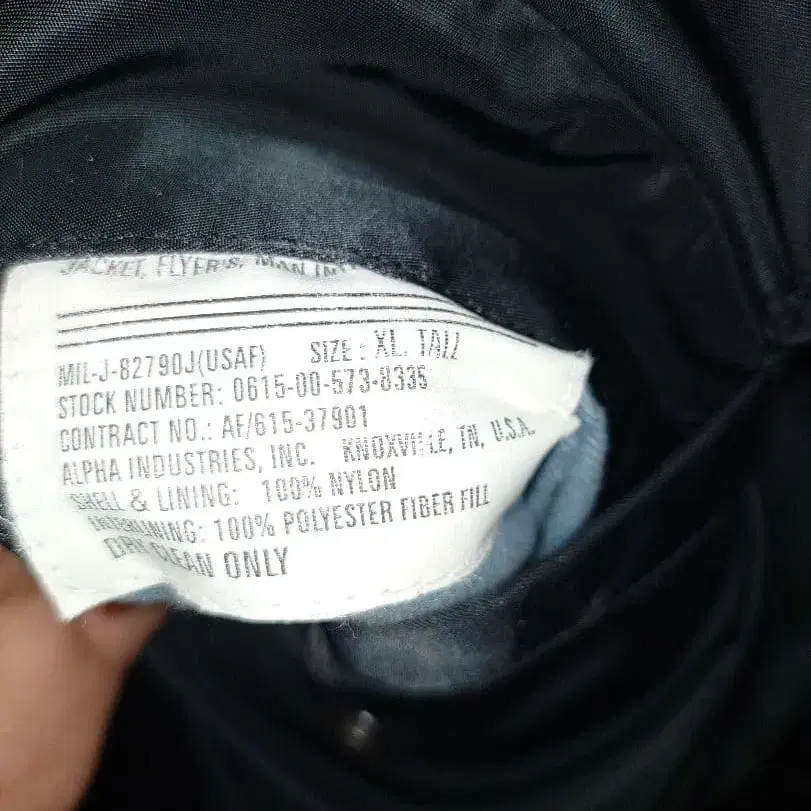 JACKET, FLYER'S, MAN INT
MIL-J-82790J(USAF) SIZE : XL. TALL
STOCK NUMBER: 0615-00-573-8335
CONTRACT NO.: AF/615-37901
ALPHA INDUSTRIES, INC. KNOXVILLE, TN, U.S.A.
SHELL & LINING: 100% NYLON
INTERLINING: 100% POLYESTER FIBER FILL
DRY CLEAN ONLY